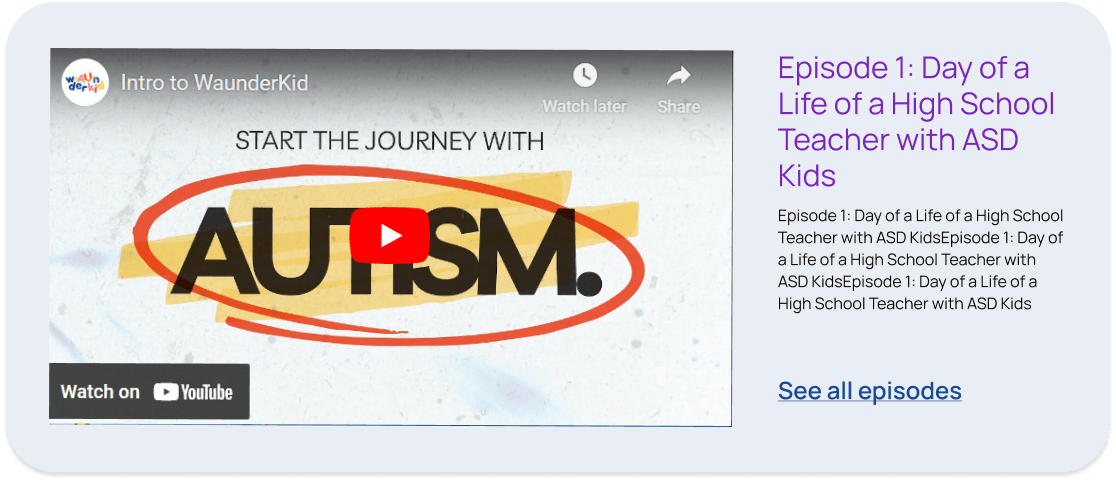 waun
derkid
Intro to WaunderKid
Watch later
Share
START THE JOURNEY WITH
AUTISM.
Watch on YouTube
Episode 1: Day of a
Life of a High School
Teacher with ASD
Kids
Episode 1: Day of a Life of a High School
Teacher with ASD KidsEpisode 1: Day of
a Life of a High School Teacher with
ASD KidsEpisode 1: Day of a Life of a
High School Teacher with ASD Kids
See all episodes